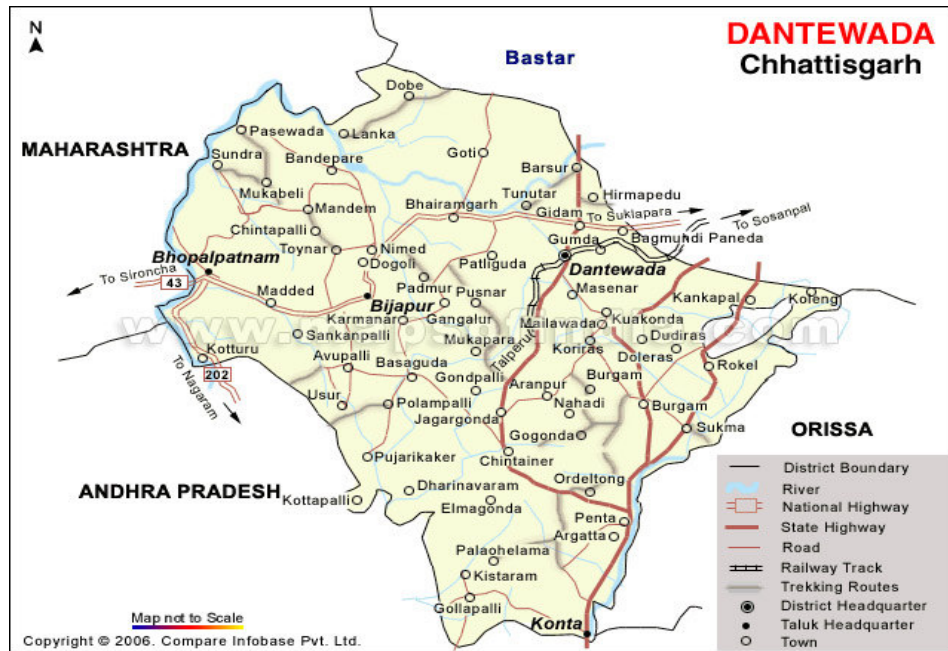 N
DANTEWADA
Chhattisgarh
Bastar
Dobe
MAHARASHTRA
Pasewada
Lanka
Sundra
Bandepare
Goti
Barsur
Mukabeli
Tunutar
Hirmapedu
Mandem
Bhairamgarh
Gidam
To Suklapara
To Sosanpal
Chintapalli
Bagmundi Paneda
Toynar
Nimed
Gumda
Bhopalpatnam
Dogoli
Patliguda
Dantewada
To Sironcha
43
Padmur
Pusnar
Masenar
Kankapal
Koleng
Madded
Bijapur
Karmanar
Gangalur
Mailawada
Kuakonda
www.mapsofindia.com
Sankanpalli
Dudiras
Kotturu
Avupalli
Mukapara
Talperu
Koriras
Doleras
To Nagaram
202
Basaguda
Gondpalli
Rokel
Usur
Aranpur
Burgam
Polampalli
Jagargonda
Nahadi
Burgam
Gogonda
Sukma
ORISSA
Pujarikaker
Chintainer
ANDHRA PRADESH
Kottapalli
Dharinavaram
Elmagonda
Ordeltong
Penta
Argatta
Palaohelama
Kistaram
Gollapalli
Konta
District Boundary
River
National Highway
State Highway
Road
Railway Track
Trekking Routes
District Headquarter
Taluk Headquarter
Town
Map not to Scale
Copyright © 2006. Compare Infobase Pvt. Ltd.